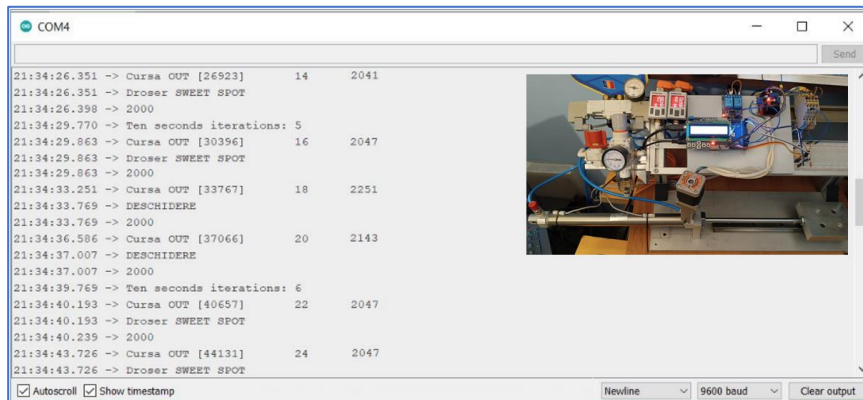 COM4
Send
21:34:26.351 -> Cursa OUT [26923] 14 2041
21:34:26.351 -> Droser SWEET SPOT
21:34:26.398 -> 2000
21:34:29.770 -> Ten seconds iterations: 5
21:34:29.863 -> Cursa OUT [30396] 16 2047
21:34:29.863 -> Droser SWEET SPOT
21:34:29.863 -> 2000
21:34:33.251 -> Cursa OUT [33767] 18 2251
21:34:33.769 -> DESCHIDERE
21:34:33.769 -> 2000
21:34:36.586 -> Cursa OUT [37066] 20 2143
21:34:37.007 -> DESCHIDERE
21:34:37.007 -> 2000
21:34:39.769 -> Ten seconds iterations: 6
21:34:40.193 -> Cursa OUT [40657] 22 2047
21:34:40.193 -> Droser SWEET SPOT
21:34:40.239 -> 2000
21:34:43.726 -> Cursa OUT [44131] 24 2047
21:34:43.726 -> Droser SWEET SPOT
Autoscroll Show timestamp Newline 9600 baud Clear output